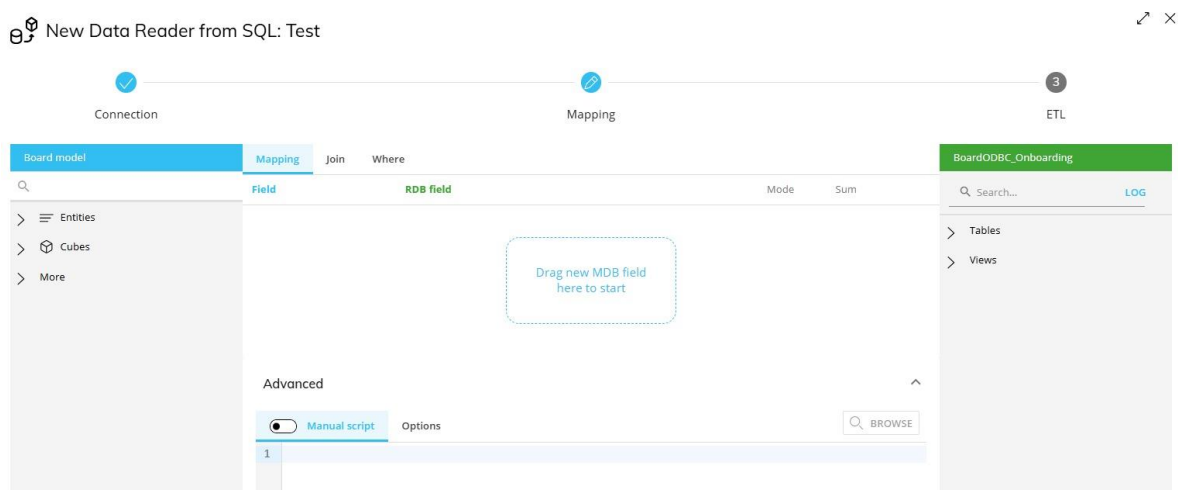 New Data Reader from SQL: Test
3
Connection
Mapping
ETL
Board model
Entities
Cubes
More
Mapping Join Where
Field RDB field Mode Sum
Drag new MDB field
here to start
Advanced
Manual script Options BROWSE
1
BoardODBC_Onboarding
Search... LOG
Tables
Views